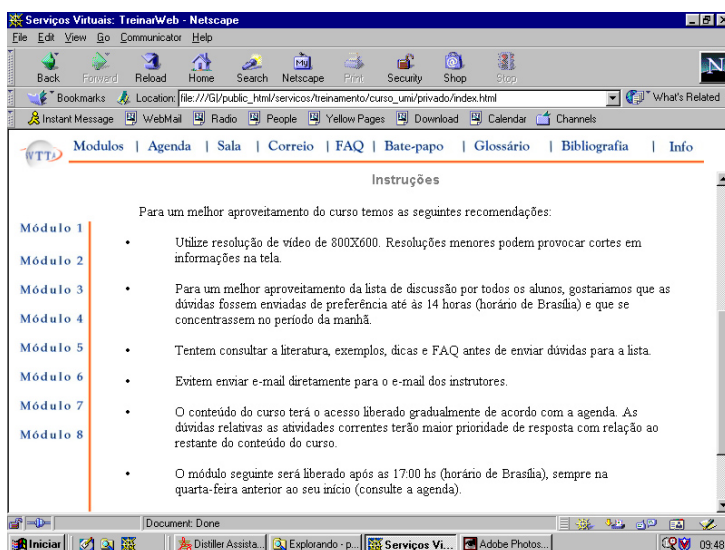 Serviços Virtuais: TreinarWeb - Netscape
File Edit View Go Communicator Help
Back Forward Reload Home Search Netscape Print Security Shop Stop
Bookmarks Location: file:///G|/public_html/servicos/treinamento/curso_umi/privado/index.html What's Related
Instant Message WebMail Radio People Yellow Pages Download Calendar Channels
VTTA Modulos | Agenda | Sala | Correio | FAQ | Bate-papo | Glossário | Bibliografia | Info
Instruções
Para um melhor aproveitamento do curso temos as seguintes recomendações:
Módulo 1
Módulo 2
Módulo 3
Módulo 4
Módulo 5
Módulo 6
Módulo 7
Módulo 8
• Utilize resolução de vídeo de 800X600. Resoluções menores podem provocar cortes em
informações na tela.
• Para um melhor aproveitamento da lista de discussão por todos os alunos, gostaríamos que as
dúvidas fossem enviadas de preferência até às 14 horas (horário de Brasília) e que se
concentrassem no período da manhã.
• Tentem consultar a literatura, exemplos, dicas e FAQ antes de enviar dúvidas para a lista.
• Evitem enviar e-mail diretamente para o e-mail dos instrutores.
• O conteúdo do curso terá o acesso liberado gradualmente de acordo com a agenda. As
dúvidas relativas as atividades correntes terão maior prioridade de resposta com relação ao
restante do conteúdo do curso.
• O módulo seguinte será liberado após as 17:00 hs (horário de Brasília), sempre na
quarta-feira anterior ao seu início (consulte a agenda).
Document: Done
Iniciar Distiller Assista... Explorando - p... Serviços Vi... Adobe Photos... 09:48